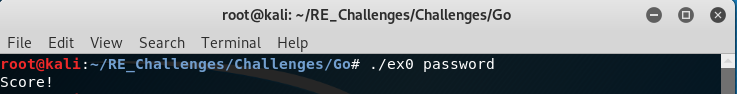 root@kali: ~/RE_Challenges/Challenges/Go
File Edit View Search Terminal Help
root@kali:~/RE_Challenges/Challenges/Go# ./ex0 password
Score!